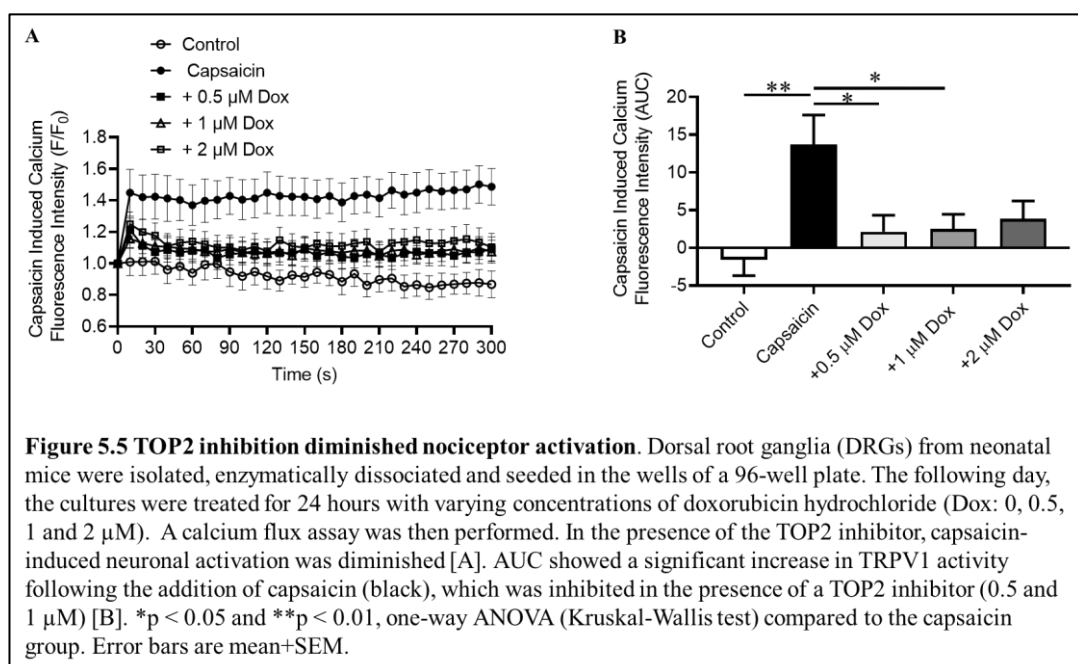 A
Control
Capsaicin
+ 0.5 µM Dox
+ 1 µM Dox
+ 2 µM Dox
Capsaicin Induced Calcium
Fluorescence Intensity (F/F₀)
1.8
1.6
1.4
1.2
1.0
0.8
0.6
0 30 60 90 120 150 180 210 240 270 300
Time (s)
B
** * *
Capsaicin Induced Calcium
Fluorescence Intensity (AUC)
20
15
10
5
0
-5
Control
Capsaicin
+0.5 µM Dox
+1 µM Dox
+2 µM Dox
Figure 5.5 TOP2 inhibition diminished nociceptor activation. Dorsal root ganglia (DRGs) from neonatal
mice were isolated, enzymatically dissociated and seeded in the wells of a 96-well plate. The following day,
the cultures were treated for 24 hours with varying concentrations of doxorubicin hydrochloride (Dox: 0, 0.5,
1 and 2 µM). A calcium flux assay was then performed. In the presence of the TOP2 inhibitor, capsaicin-
induced neuronal activation was diminished [A]. AUC showed a significant increase in TRPV1 activity
following the addition of capsaicin (black), which was inhibited in the presence of a TOP2 inhibitor (0.5 and
1 µM) [B]. *p < 0.05 and **p < 0.01, one-way ANOVA (Kruskal-Wallis test) compared to the capsaicin
group. Error bars are mean+SEM.